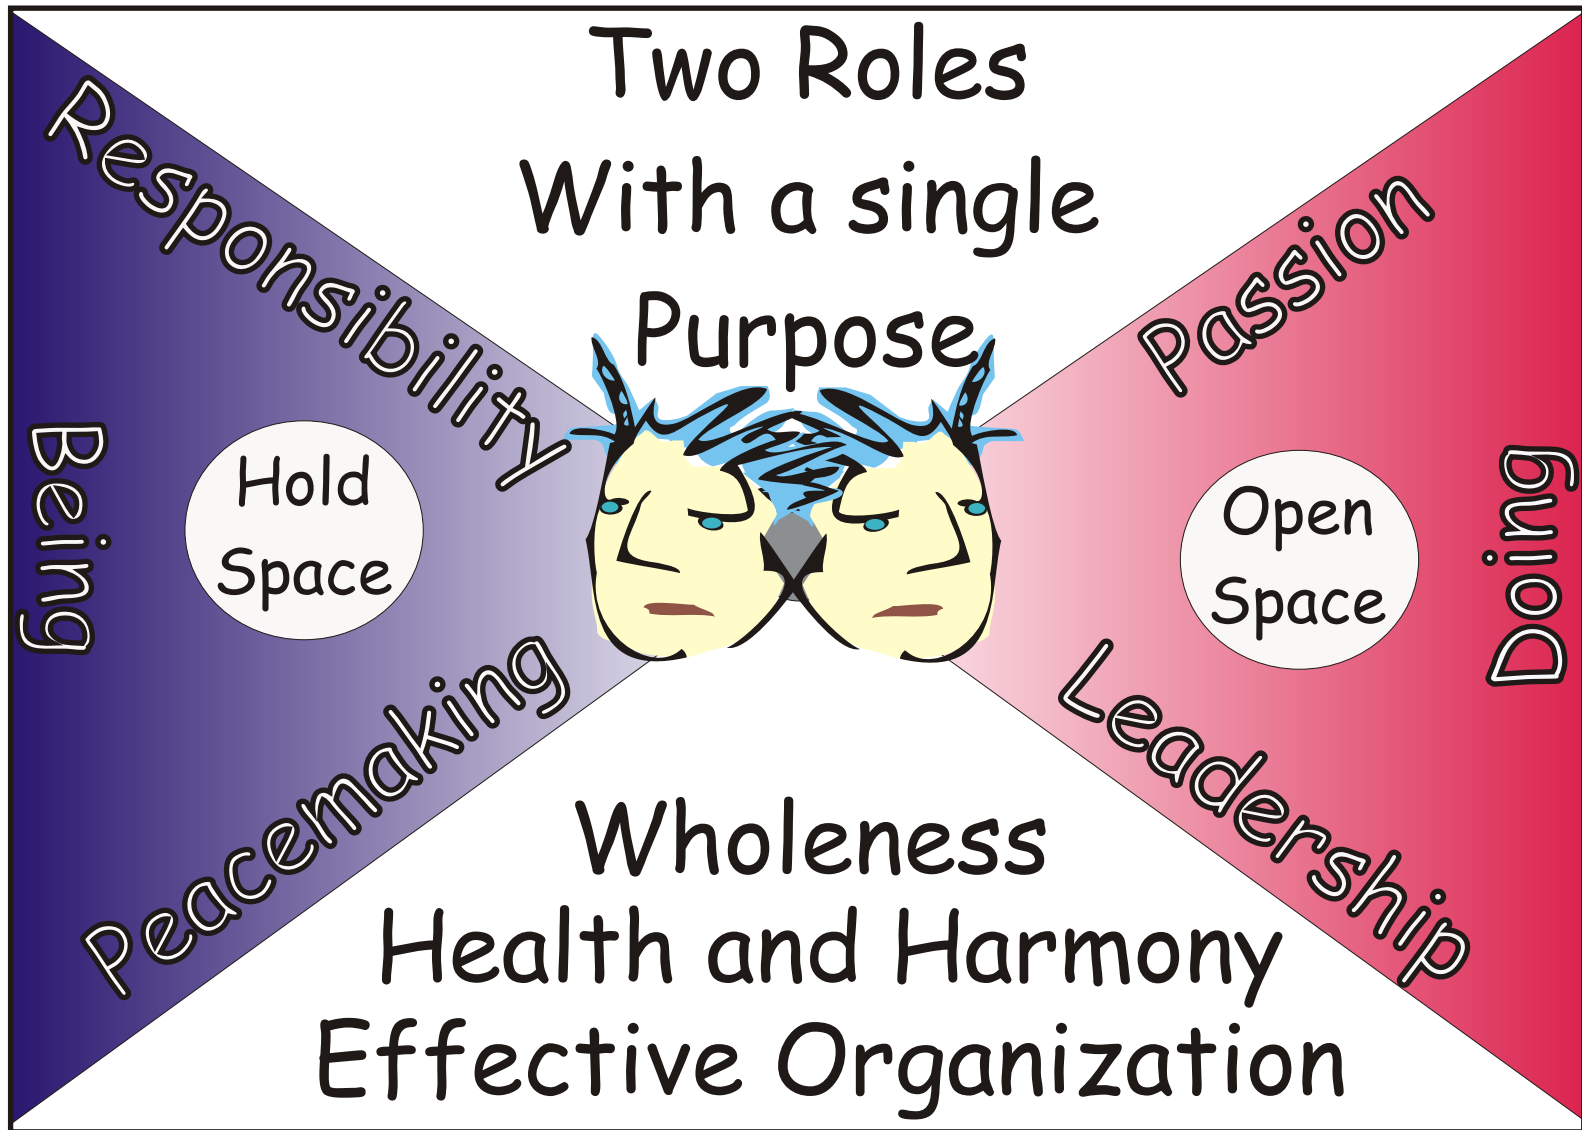 Two Roles
With a single
Purpose
Responsibility
Being
Hold
Space
Peacemaking
Passion
Open
Space
Doing
Leadership
Wholeness
Health and Harmony
Effective Organization